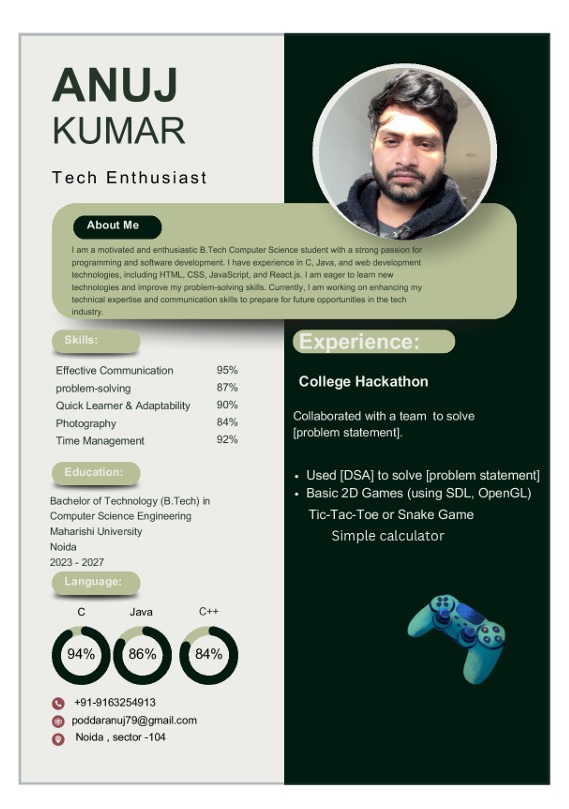 ANUJ
KUMAR
Tech Enthusiast
About Me
I am a motivated and enthusiastic B.Tech Computer Science student with a strong passion for
programming and software development. I have experience in C, Java, and web development
technologies, including HTML, CSS, JavaScript, and React.js. I am eager to learn new
technologies and improve my problem-solving skills. Currently, I am working on enhancing my
technical expertise and communication skills to prepare for future opportunities in the tech
industry.
Skills:
Effective Communication 95%
problem-solving 87%
Quick Learner & Adaptability 90%
Photography 84%
Time Management 92%
Education:
Bachelor of Technology (B.Tech) in
Computer Science Engineering
Maharishi University
Noida
2023 - 2027
Language:
C Java C++
94% 86% 84%
+91-9163254913
poddaranuj79@gmail.com
Noida , sector -104
Experience:
College Hackathon
Collaborated with a team to solve
[problem statement].
• Used [DSA] to solve [problem statement]
• Basic 2D Games (using SDL, OpenGL)
Tic-Tac-Toe or Snake Game
Simple calculator